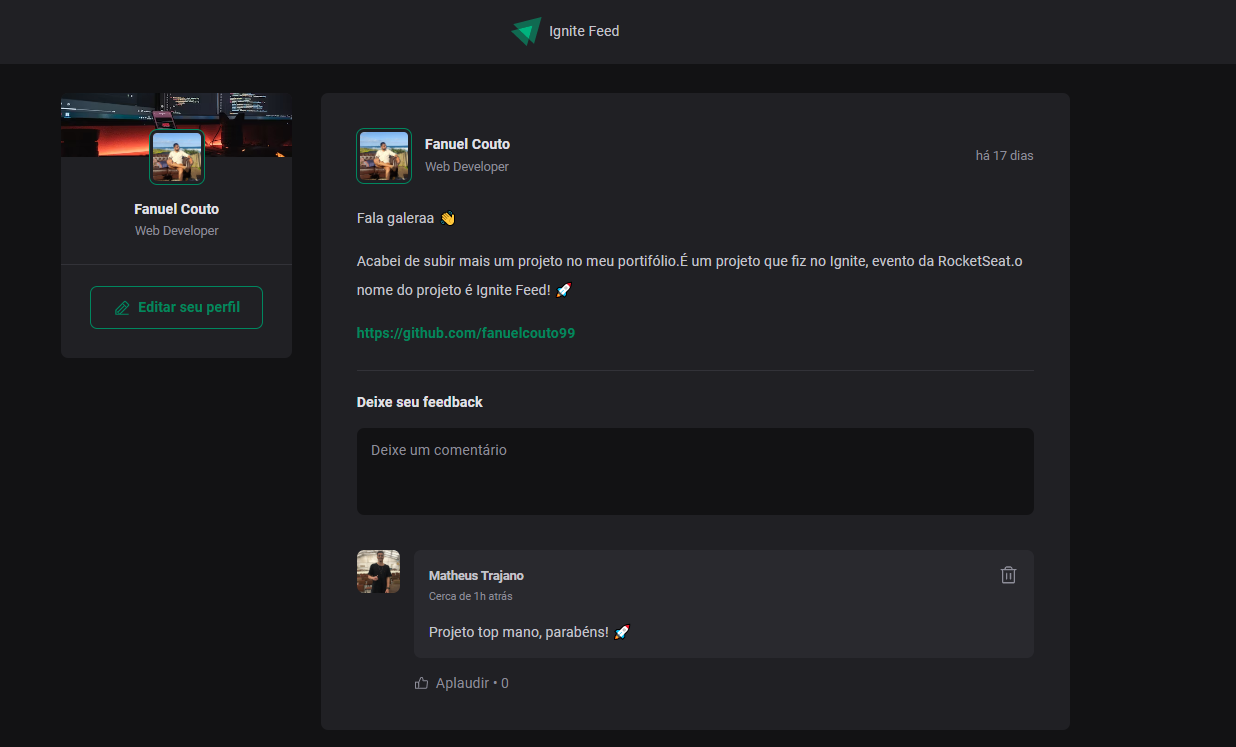 Ignite Feed
Fanuel Couto
Web Developer
Editar seu perfil
Fanuel Couto
Web Developer
há 17 dias
Fala galeraa 👋
Acabei de subir mais um projeto no meu portifólio.É um projeto que fiz no Ignite, evento da RocketSeat.o
nome do projeto é Ignite Feed! 🚀
https://github.com/fanuelcouto99
Deixe seu feedback
Deixe um comentário
Matheus Trajano
Cerca de 1h atrás
Projeto top mano, parabéns! 🚀
Aplaudir • 0